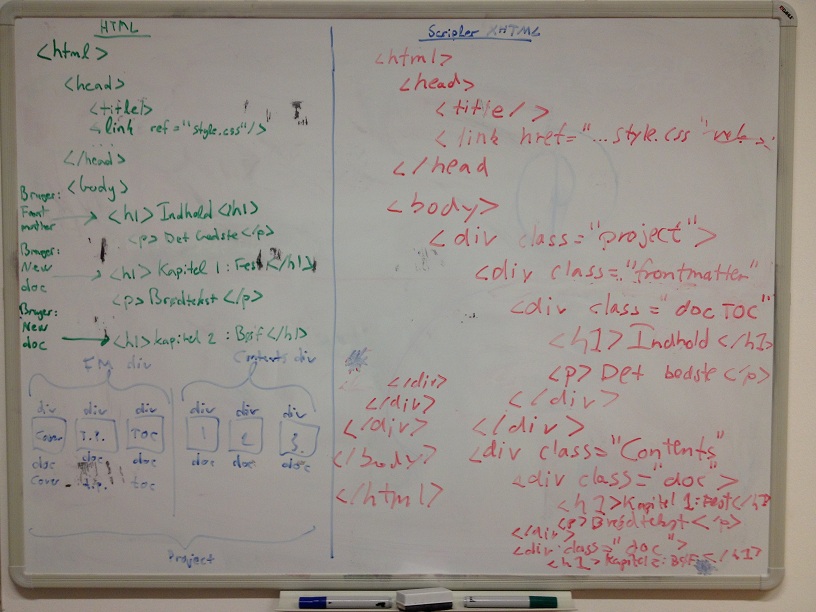 HTML
<html>
<head>
<title>
<link ref="style.css"/>
</head>
<body>
Bruger:
Front
matter
<h1> Indhold </h1>
<p> Det bedste </p>
Bruger:
New
doc
<h1> Kapitel 1: Fest </h1>
<p> Brødtekst </p>
Bruger:
New
doc
<h1> kapitel 2: Bøf </h1>
FM div
Contents div
div div div div div div
Cover T.P. TOC 1 2 3.
doc doc doc doc doc doc
Cover t.p. toc
Project
Scripler XHTML
<html>
<head>
<title/>
<link href="...style.css"
</head
<body>
<div class="project">
<div class="frontmatter"
<div class="doc TOC"
<h1> Indhold </h1>
<p> Det bedste </p>
</div>
</div>
<div class="Contents"
<div class="doc">
<h1> Kapitel 1: Fest </h1>
<p> Brødtekst </p>
</div>
<div class="doc">
<h1> Kapitel 2: Bøf </h1>
</div>
</div>
</div>
</body>
</html>